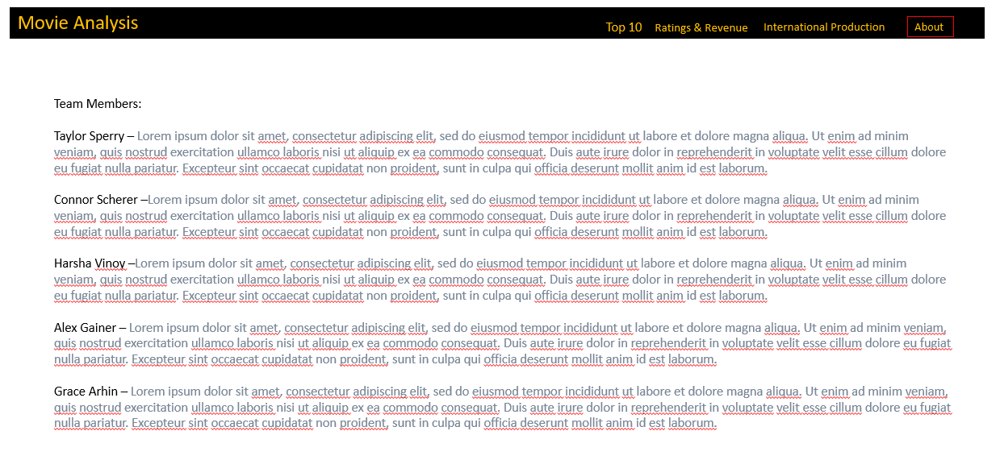 Movie Analysis
Top 10 Ratings & Revenue International Production About
Team Members:
Taylor Sperry – Lorem ipsum dolor sit amet, consectetur adipiscing elit, sed do eiusmod tempor incididunt ut labore et dolore magna aliqua. Ut enim ad minim
veniam, quis nostrud exercitation ullamco laboris nisi ut aliquip ex ea commodo consequat. Duis aute irure dolor in reprehenderit in voluptate velit esse cillum dolore
eu fugiat nulla pariatur. Excepteur sint occaecat cupidatat non proident, sunt in culpa qui officia deserunt mollit anim id est laborum.
Connor Scherer –Lorem ipsum dolor sit amet, consectetur adipiscing elit, sed do eiusmod tempor incididunt ut labore et dolore magna aliqua. Ut enim ad minim
veniam, quis nostrud exercitation ullamco laboris nisi ut aliquip ex ea commodo consequat. Duis aute irure dolor in reprehenderit in voluptate velit esse cillum dolore
eu fugiat nulla pariatur. Excepteur sint occaecat cupidatat non proident, sunt in culpa qui officia deserunt mollit anim id est laborum.
Harsha Vinoy –Lorem ipsum dolor sit amet, consectetur adipiscing elit, sed do eiusmod tempor incididunt ut labore et dolore magna aliqua. Ut enim ad minim
veniam, quis nostrud exercitation ullamco laboris nisi ut aliquip ex ea commodo consequat. Duis aute irure dolor in reprehenderit in voluptate velit esse cillum dolore
eu fugiat nulla pariatur. Excepteur sint occaecat cupidatat non proident, sunt in culpa qui officia deserunt mollit anim id est laborum.
Alex Gainer – Lorem ipsum dolor sit amet, consectetur adipiscing elit, sed do eiusmod tempor incididunt ut labore et dolore magna aliqua. Ut enim ad minim veniam,
quis nostrud exercitation ullamco laboris nisi ut aliquip ex ea commodo consequat. Duis aute irure dolor in reprehenderit in voluptate velit esse cillum dolore eu fugiat
nulla pariatur. Excepteur sint occaecat cupidatat non proident, sunt in culpa qui officia deserunt mollit anim id est laborum.
Grace Arhin – Lorem ipsum dolor sit amet, consectetur adipiscing elit, sed do eiusmod tempor incididunt ut labore et dolore magna aliqua. Ut enim ad minim veniam,
quis nostrud exercitation ullamco laboris nisi ut aliquip ex ea commodo consequat. Duis aute irure dolor in reprehenderit in voluptate velit esse cillum dolore eu fugiat
nulla pariatur. Excepteur sint occaecat cupidatat non proident, sunt in culpa qui officia deserunt mollit anim id est laborum.